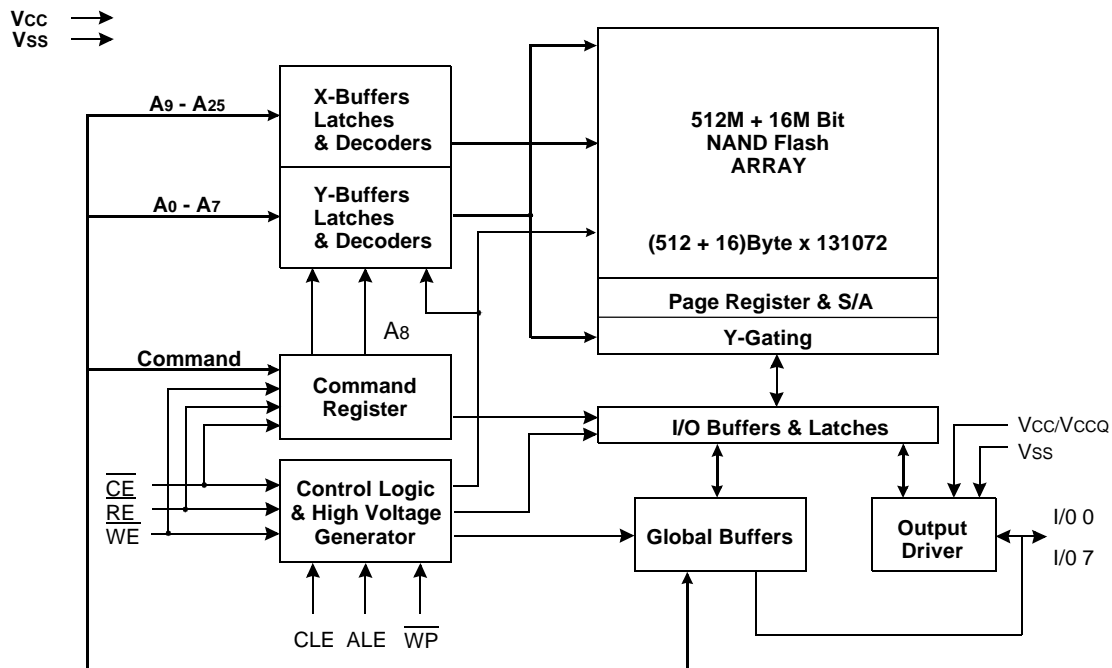 VCC
VSS
A9 - A25
X-Buffers
Latches
& Decoders
512M + 16M Bit
NAND Flash
ARRAY
A0 - A7
Y-Buffers
Latches
& Decoders
(512 + 16)Byte x 131072
Page Register & S/A
Y-Gating
A8
Command
Command
Register
I/O Buffers & Latches
VCC/VCCQ
VSS
CE
RE
WE
Control Logic
& High Voltage
Generator
Global Buffers
Output
Driver
I/0 0
I/0 7
CLE
ALE
WP